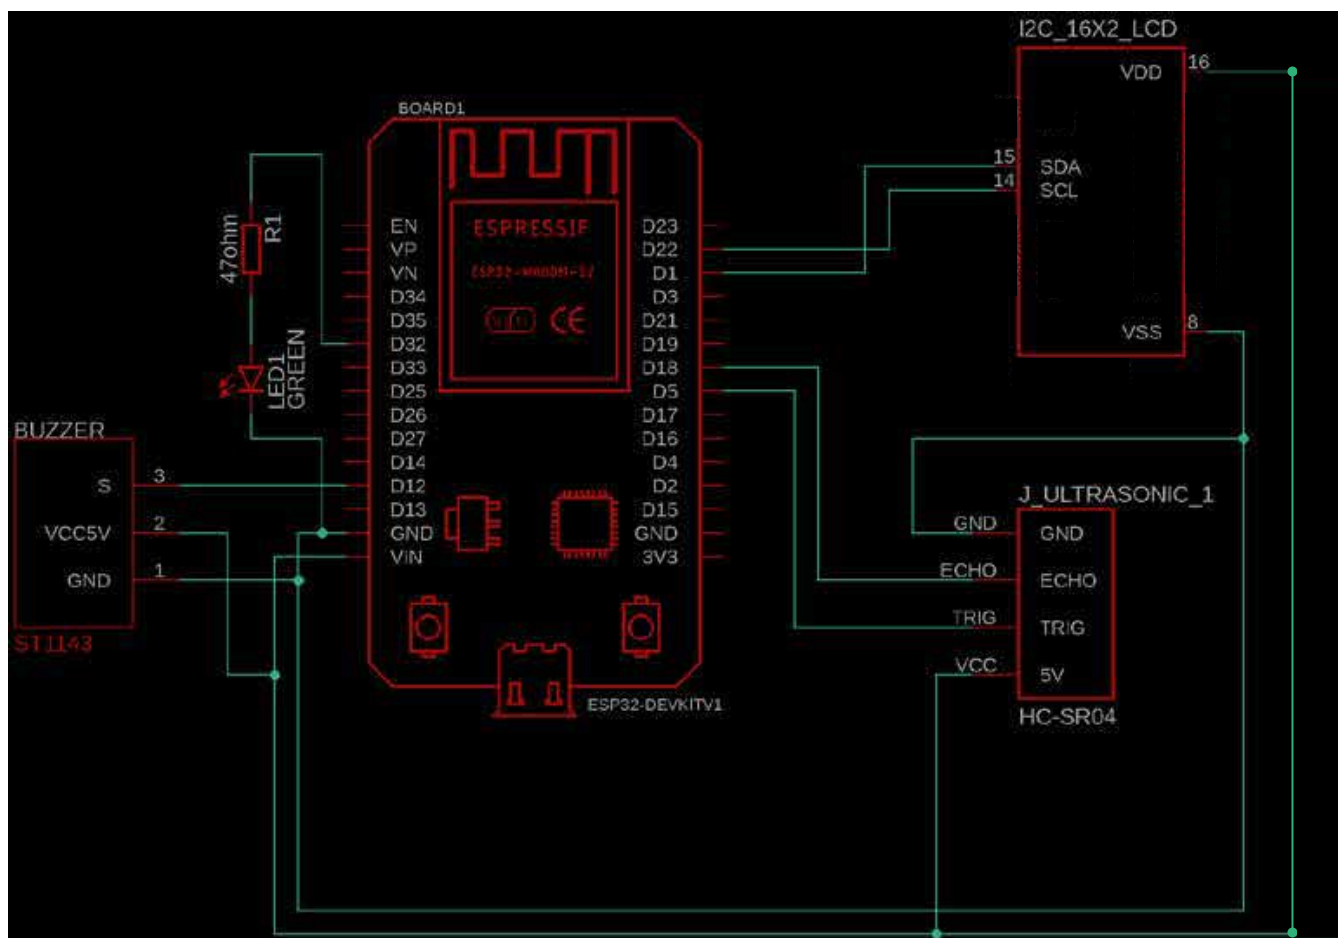 I2C_16X2_LCD
VDD
16
15
SDA
14
SCL
VSS
8
BOARD1
ESPRESSIF
EN
VP
VN
D34
D35
D32
D33
D25
D26
D27
D14
D12
D13
GND
VIN
D23
D22
D1
D3
D21
D19
D18
D5
D17
D16
D4
D2
D15
GND
3V3
ESP32-DEVKITV1
47ohm
R1
LED1
GREEN
BUZZER
S
3
VCC5V
2
GND
1
ST1143
J_ULTRASONIC_1
GND
GND
ECHO
ECHO
TRIG
TRIG
VCC
5V
HC-SR04